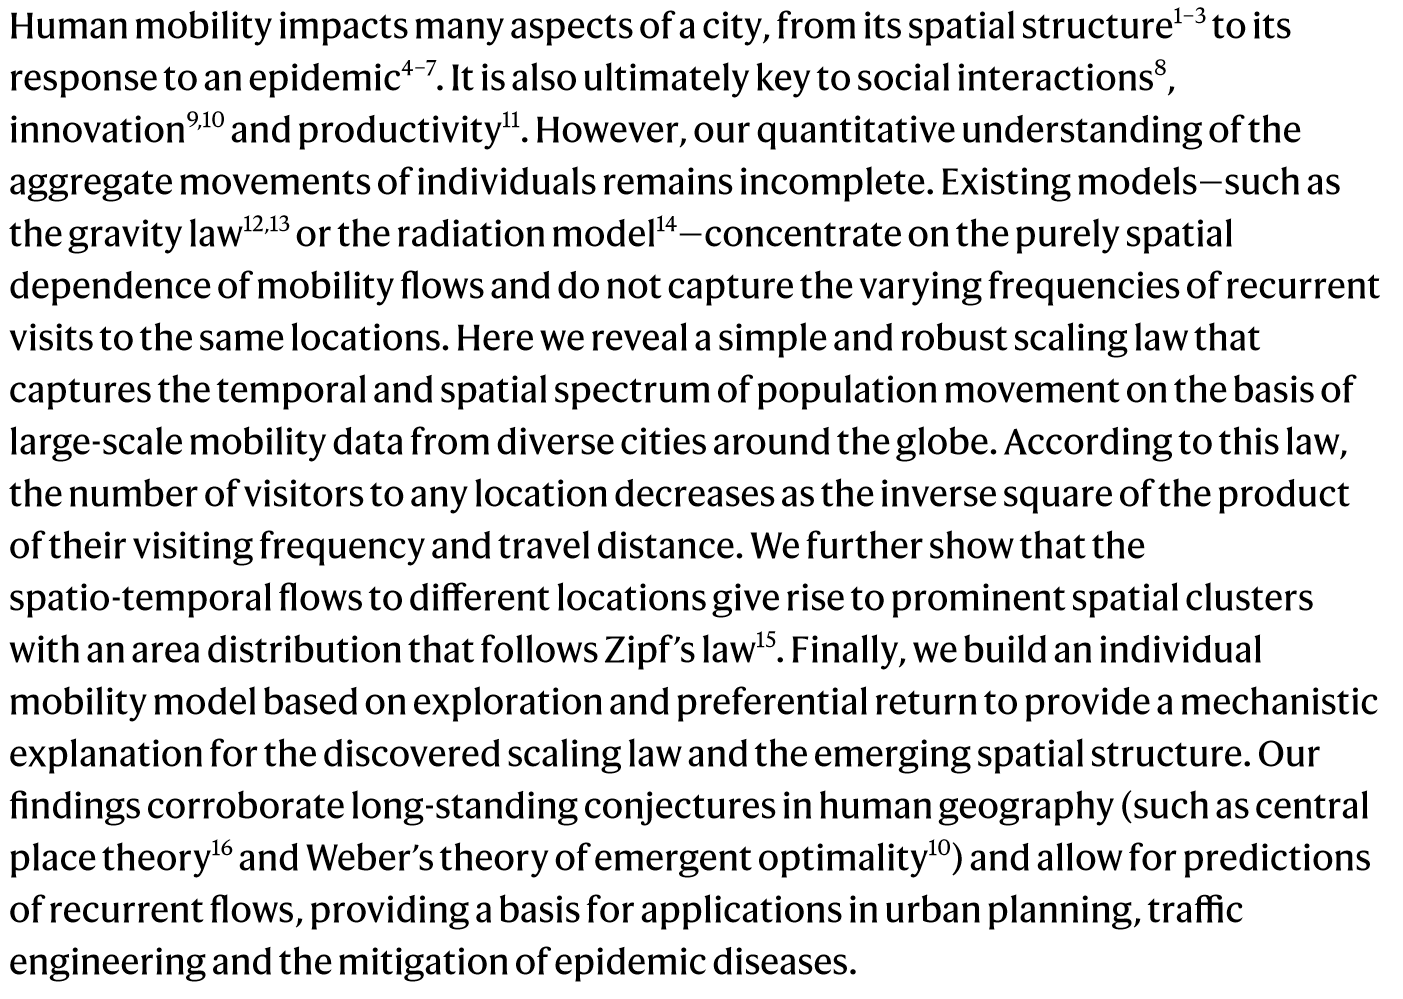 Human mobility impacts many aspects of a city, from its spatial structure¹⁻³ to its
response to an epidemic⁴⁻⁷. It is also ultimately key to social interactions⁸,
innovation⁹,¹⁰ and productivity¹¹. However, our quantitative understanding of the
aggregate movements of individuals remains incomplete. Existing models—such as
the gravity law¹²,¹³ or the radiation model¹⁴—concentrate on the purely spatial
dependence of mobility flows and do not capture the varying frequencies of recurrent
visits to the same locations. Here we reveal a simple and robust scaling law that
captures the temporal and spatial spectrum of population movement on the basis of
large-scale mobility data from diverse cities around the globe. According to this law,
the number of visitors to any location decreases as the inverse square of the product
of their visiting frequency and travel distance. We further show that the
spatio-temporal flows to different locations give rise to prominent spatial clusters
with an area distribution that follows Zipf’s law¹⁵. Finally, we build an individual
mobility model based on exploration and preferential return to provide a mechanistic
explanation for the discovered scaling law and the emerging spatial structure. Our
findings corroborate long-standing conjectures in human geography (such as central
place theory¹⁶ and Weber’s theory of emergent optimality¹⁰) and allow for predictions
of recurrent flows, providing a basis for applications in urban planning, traffic
engineering and the mitigation of epidemic diseases.